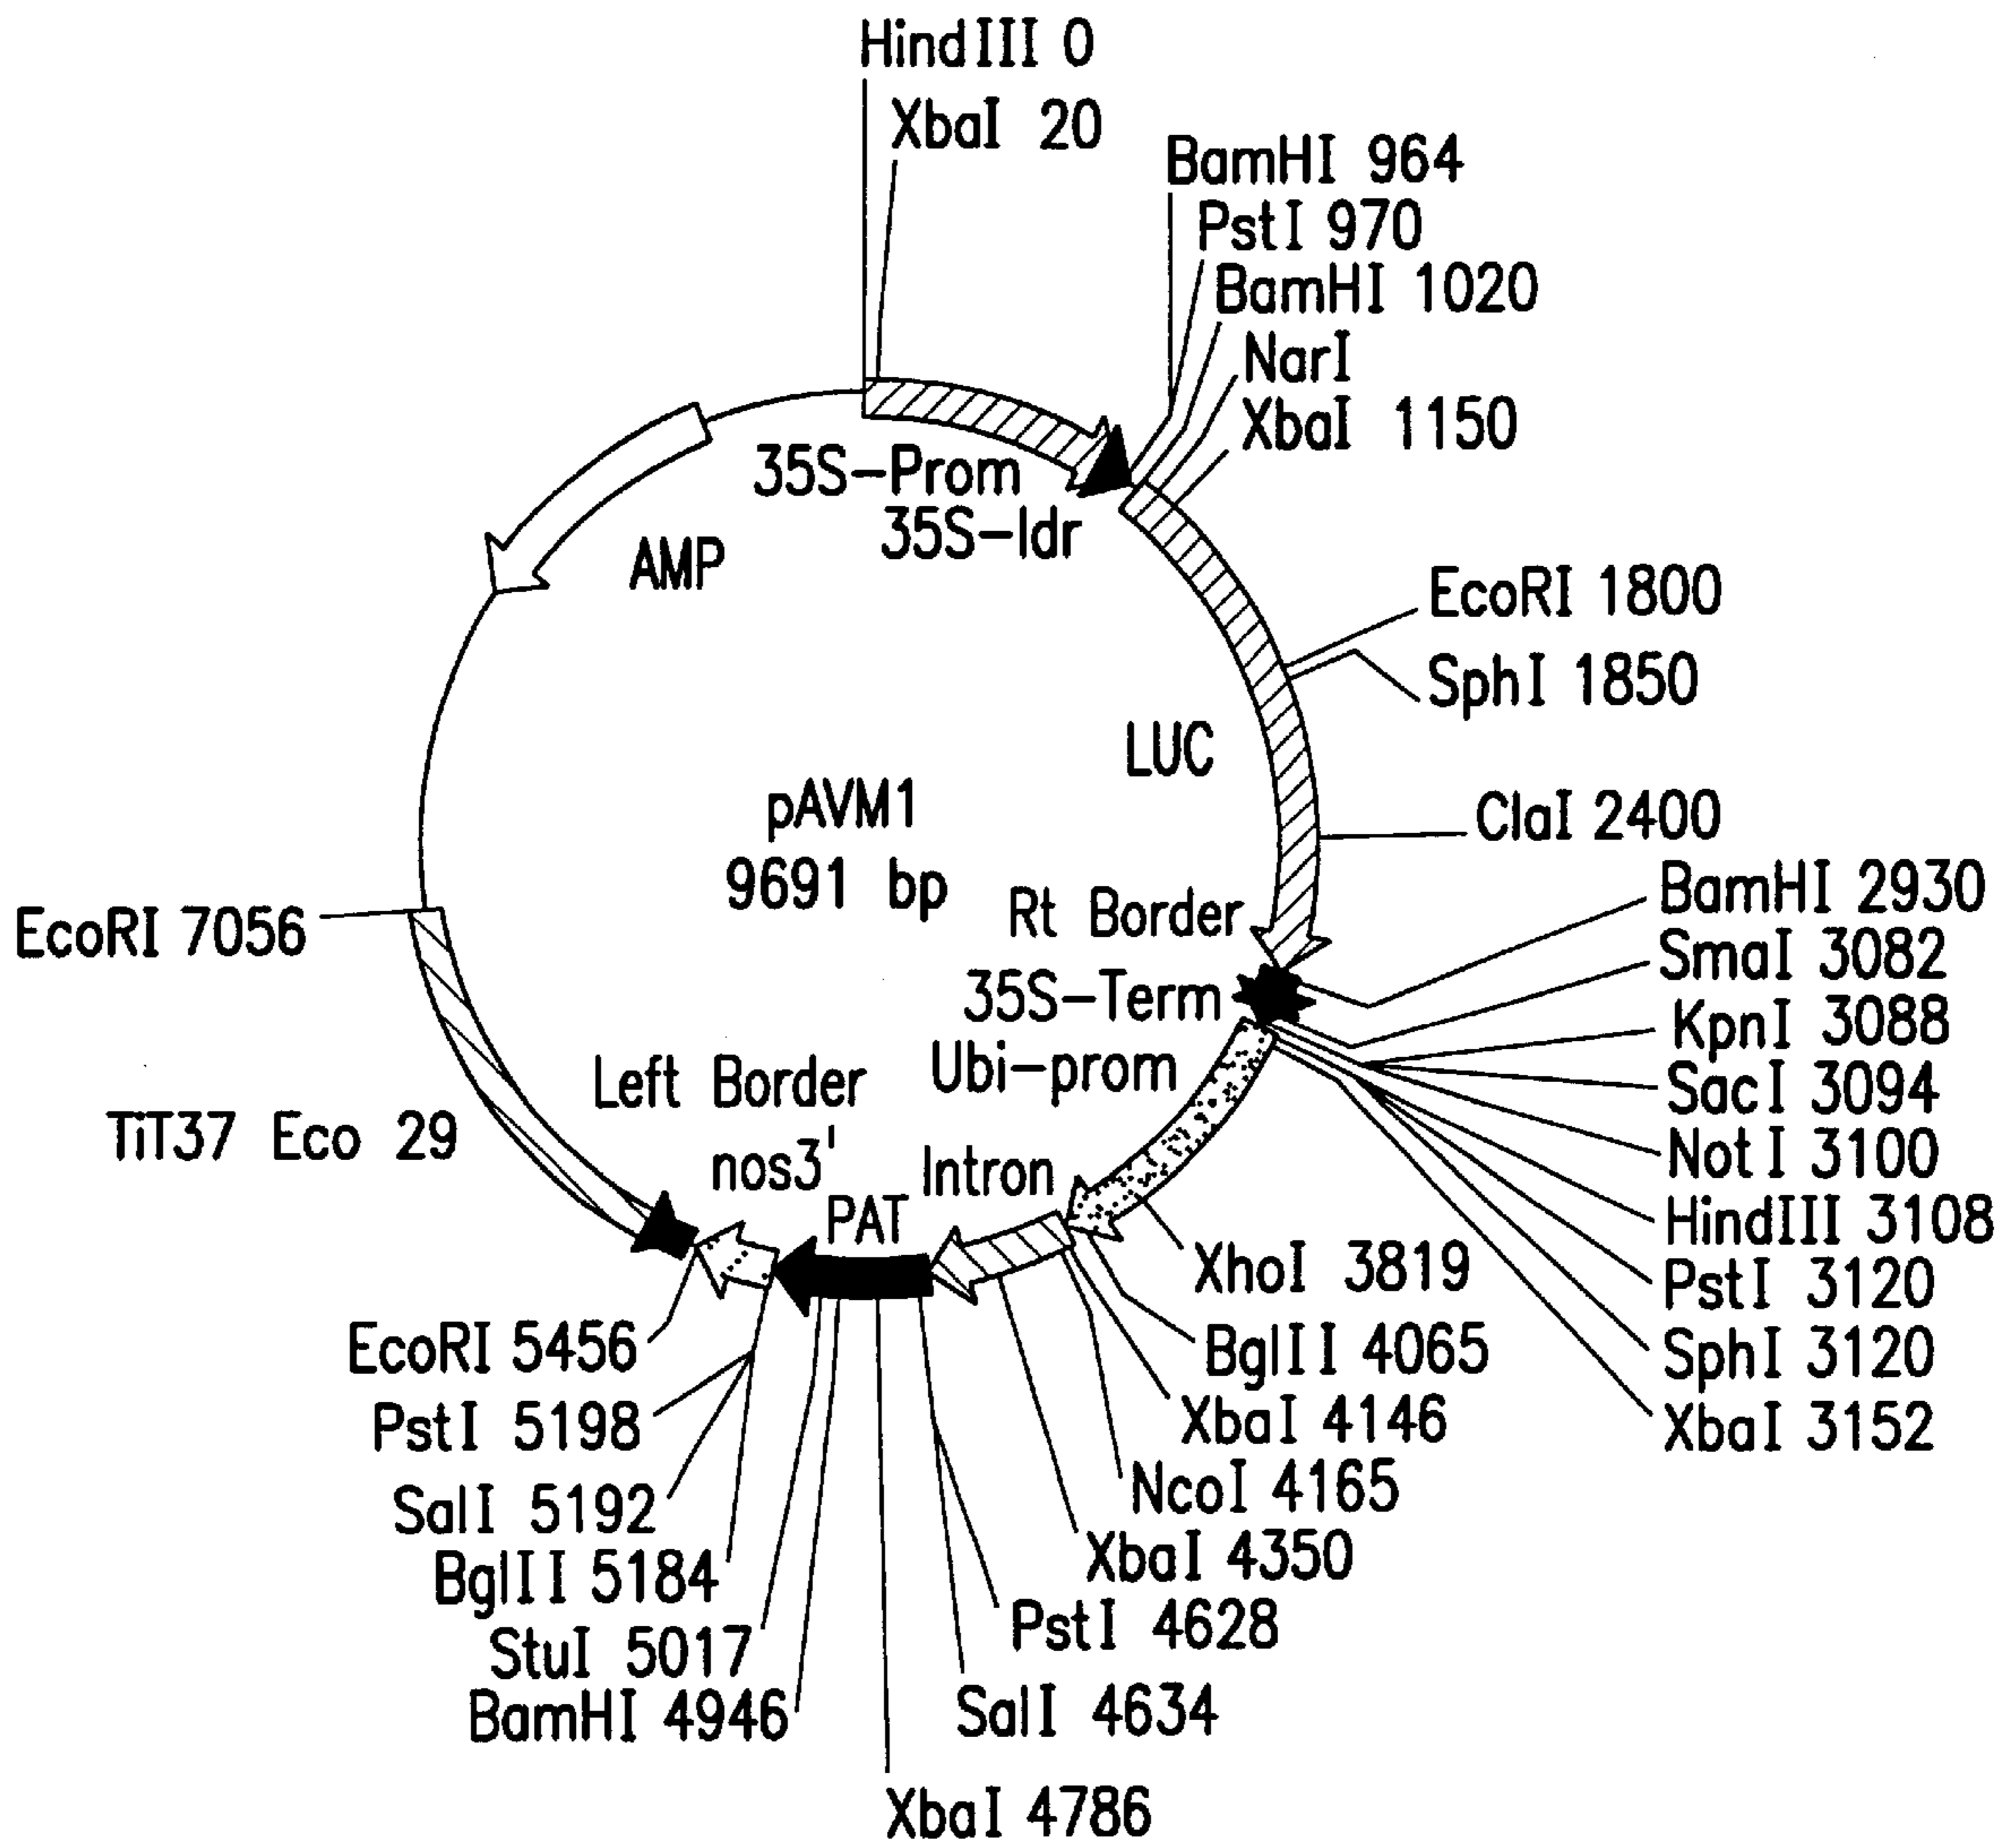 HindIII 0
XbaI 20
BamHI 964
PstI 970
BamHI 1020
NarI
XbaI 1150
35S-Prom
35S-ldr
AMP
EcoRI 1800
SphI 1850
LUC
pAVM1
9691 bp
ClaI 2400
Rt Border
BamHI 2930
EcoRI 7056
SmaI 3082
35S-Term
KpnI 3088
Ubi-prom
Left Border
SacI 3094
TiT37 Eco 29
NotI 3100
nos3'
Intron
PAT
HindIII 3108
XhoI 3819
PstI 3120
EcoRI 5456
BglII 4065
SphI 3120
PstI 5198
XbaI 4146
XbaI 3152
SalI 5192
NcoI 4165
BglII 5184
XbaI 4350
StuI 5017
PstI 4628
BamHI 4946
SalI 4634
XbaI 4786